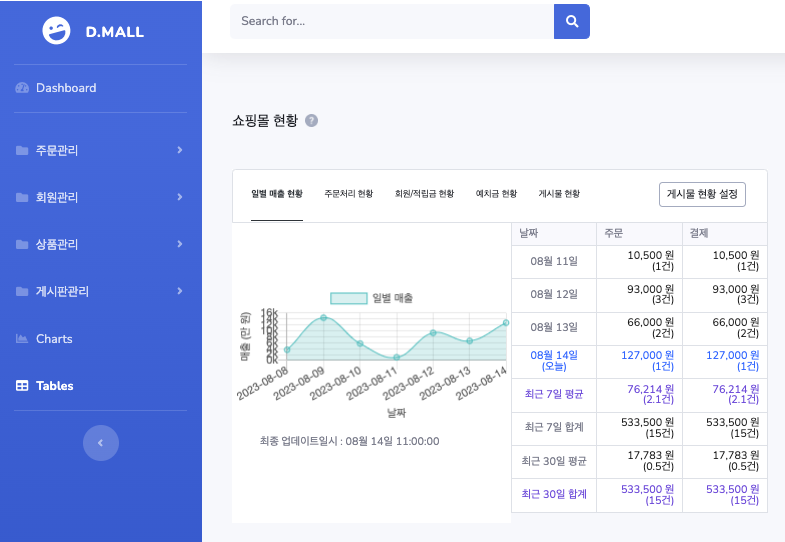 D.MALL
Search for...
Dashboard
주문관리
회원관리
상품관리
게시판관리
Charts
Tables
쇼핑몰 현황 ?
일별 매출 현황 주문처리 현황 회원/적립금 현황 예치금 현황 게시물 현황 게시물 현황 설정
일별 매출
매출 (만 원)
16k
14k
12k
10k
8k
6k
4k
2k
0k
2023-08-08 2023-08-09 2023-08-10 2023-08-11 2023-08-12 2023-08-13 2023-08-14
날짜
최종 업데이트일시 : 08월 14일 11:00:00
날짜 주문 결제
08월 11일 10,500 원 10,500 원
(1건) (1건)
08월 12일 93,000 원 93,000 원
(3건) (3건)
08월 13일 66,000 원 66,000 원
(2건) (2건)
08월 14일 127,000 원 127,000 원
(오늘) (1건) (1건)
최근 7일 평균 76,214 원 76,214 원
(2.1건) (2.1건)
최근 7일 합계 533,500 원 533,500 원
(15건) (15건)
최근 30일 평균 17,783 원 17,783 원
(0.5건) (0.5건)
최근 30일 합계 533,500 원 533,500 원
(15건) (15건)